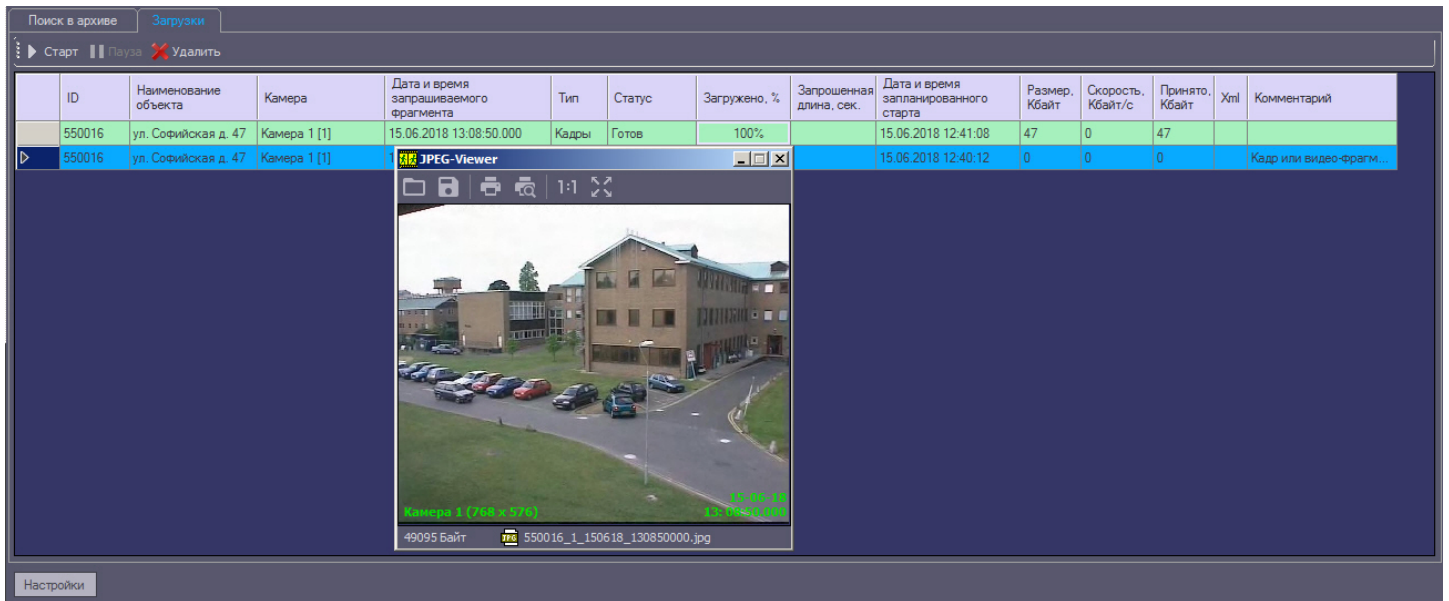 Поиск в архиве Загрузки
Старт Пауза Удалить
ID Наименование объекта Камера Дата и время запрашиваемого фрагмента Тип Статус Загружено, % Запрошенная длина, сек. Дата и время запланированного старта Размер, Кбайт Скорость, Кбайт/с Принято, Кбайт Xml Комментарий
550016 ул. Софийская д. 47 Камера 1 [1] 15.06.2018 13:08:50.000 Кадры Готов 100% 15.06.2018 12:41:08 47 0 47
550016 ул. Софийская д. 47 Камера 1 [1] 15.06.2018 12:40:12 0 0 0 Кадр или видео-фрагм...
JPEG-Viewer
1:1
15-06-18
Камера 1 (768 x 576) 13:08:50.000
49095 Байт JPG 550016_1_150618_130850000.jpg
Настройки